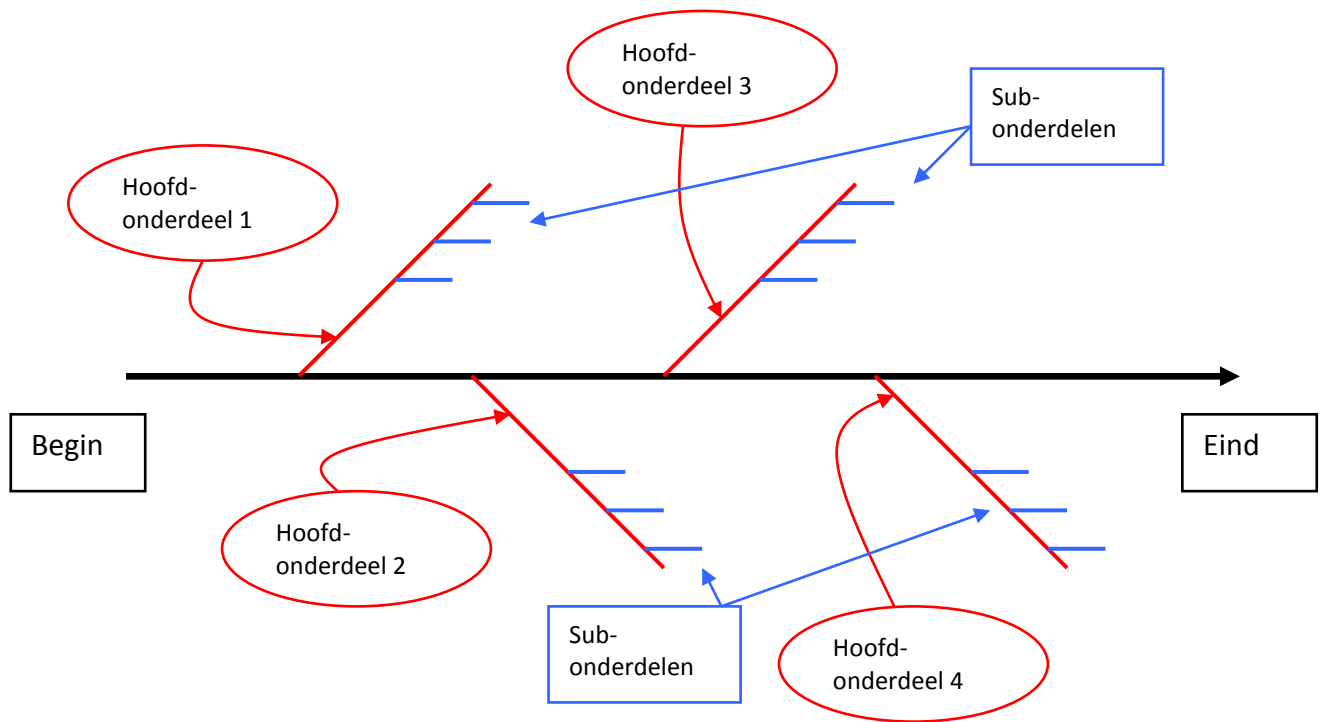 Hoofd-
onderdeel 3
Sub-
onderdelen
Hoofd-
onderdeel 1
Begin
Eind
Hoofd-
onderdeel 2
Sub-
onderdelen
Hoofd-
onderdeel 4